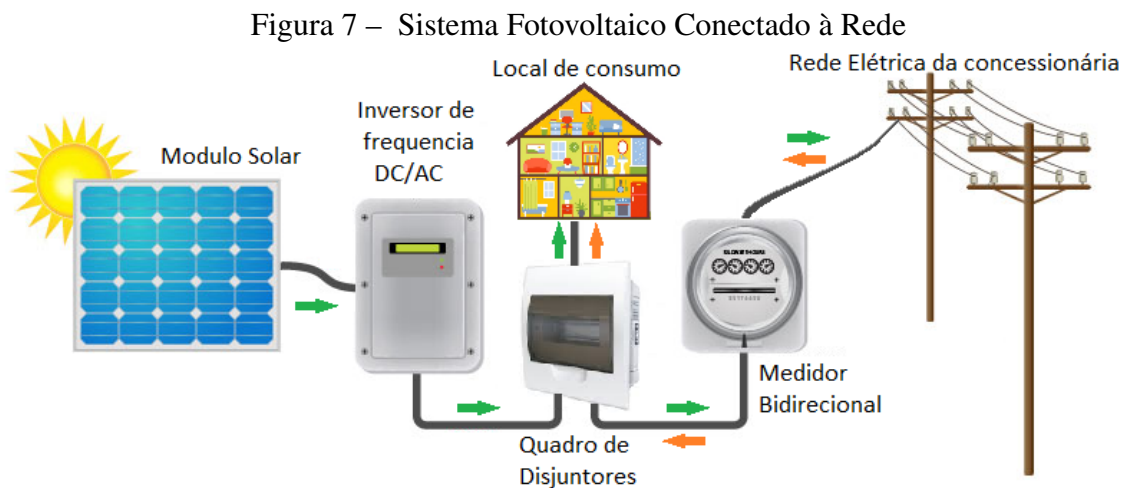 Figura 7 – Sistema Fotovoltaico Conectado à Rede
Local de consumo
Rede Elétrica da concessionária
Inversor de
frequencia
DC/AC
Modulo Solar
Medidor
Bidirecional
Quadro de
Disjuntores